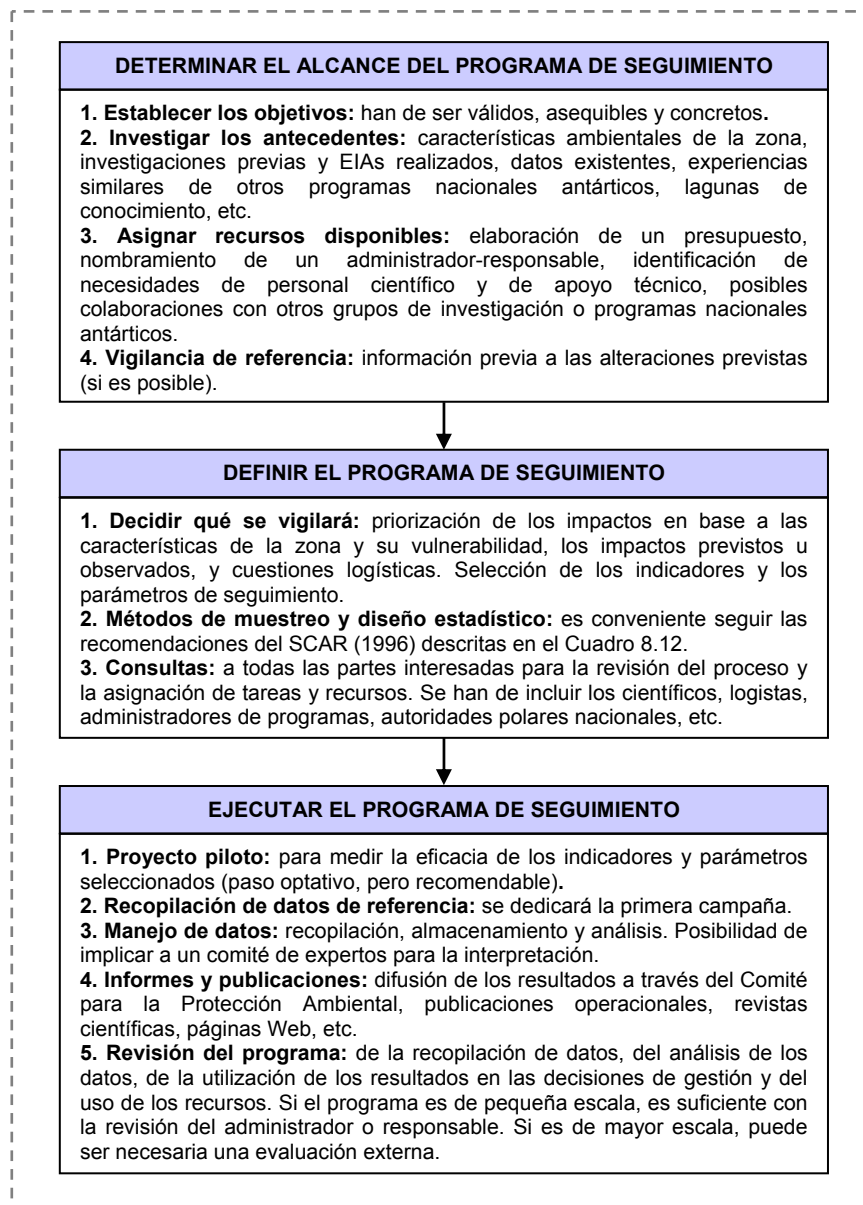 DETERMINAR EL ALCANCE DEL PROGRAMA DE SEGUIMIENTO
1. Establecer los objetivos: han de ser válidos, asequibles y concretos.
2. Investigar los antecedentes: características ambientales de la zona,
investigaciones previas y EIAs realizados, datos existentes, experiencias
similares de otros programas nacionales antárticos, lagunas de
conocimiento, etc.
3. Asignar recursos disponibles: elaboración de un presupuesto,
nombramiento de un administrador-responsable, identificación de
necesidades de personal científico y de apoyo técnico, posibles
colaboraciones con otros grupos de investigación o programas nacionales
antárticos.
4. Vigilancia de referencia: información previa a las alteraciones previstas
(si es posible).
DEFINIR EL PROGRAMA DE SEGUIMIENTO
1. Decidir qué se vigilará: priorización de los impactos en base a las
características de la zona y su vulnerabilidad, los impactos previstos u
observados, y cuestiones logísticas. Selección de los indicadores y los
parámetros de seguimiento.
2. Métodos de muestreo y diseño estadístico: es conveniente seguir las
recomendaciones del SCAR (1996) descritas en el Cuadro 8.12.
3. Consultas: a todas las partes interesadas para la revisión del proceso y
la asignación de tareas y recursos. Se han de incluir los científicos, logistas,
administradores de programas, autoridades polares nacionales, etc.
EJECUTAR EL PROGRAMA DE SEGUIMIENTO
1. Proyecto piloto: para medir la eficacia de los indicadores y parámetros
seleccionados (paso optativo, pero recomendable).
2. Recopilación de datos de referencia: se dedicará la primera campaña.
3. Manejo de datos: recopilación, almacenamiento y análisis. Posibilidad de
implicar a un comité de expertos para la interpretación.
4. Informes y publicaciones: difusión de los resultados a través del Comité
para la Protección Ambiental, publicaciones operacionales, revistas
científicas, páginas Web, etc.
5. Revisión del programa: de la recopilación de datos, del análisis de los
datos, de la utilización de los resultados en las decisiones de gestión y del
uso de los recursos. Si el programa es de pequeña escala, es suficiente con
la revisión del administrador o responsable. Si es de mayor escala, puede
ser necesaria una evaluación externa.